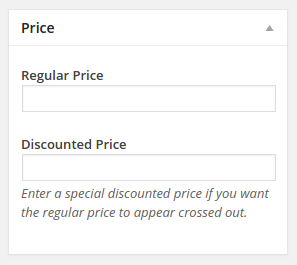 Price
Regular Price
Discounted Price
Enter a special discounted price if you want
the regular price to appear crossed out.